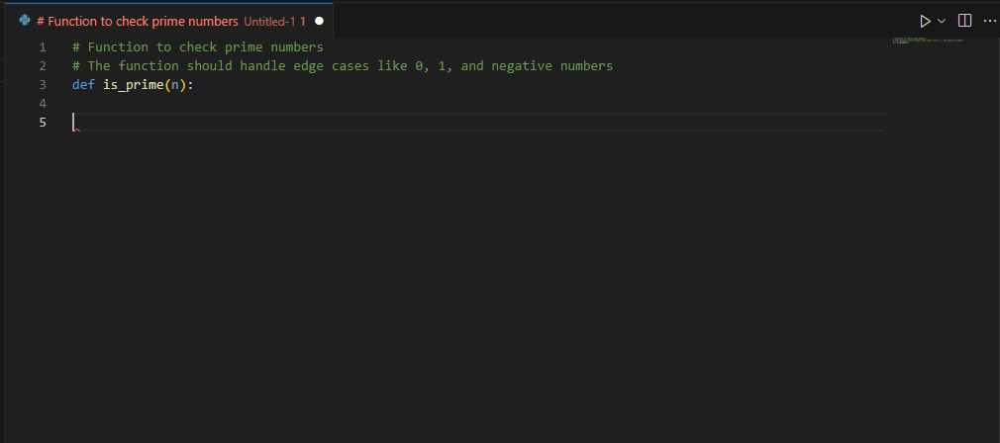 # Function to check prime numbers Untitled-1 1
1 # Function to check prime numbers
2 # The function should handle edge cases like 0, 1, and negative numbers
3 def is_prime(n):
4
5